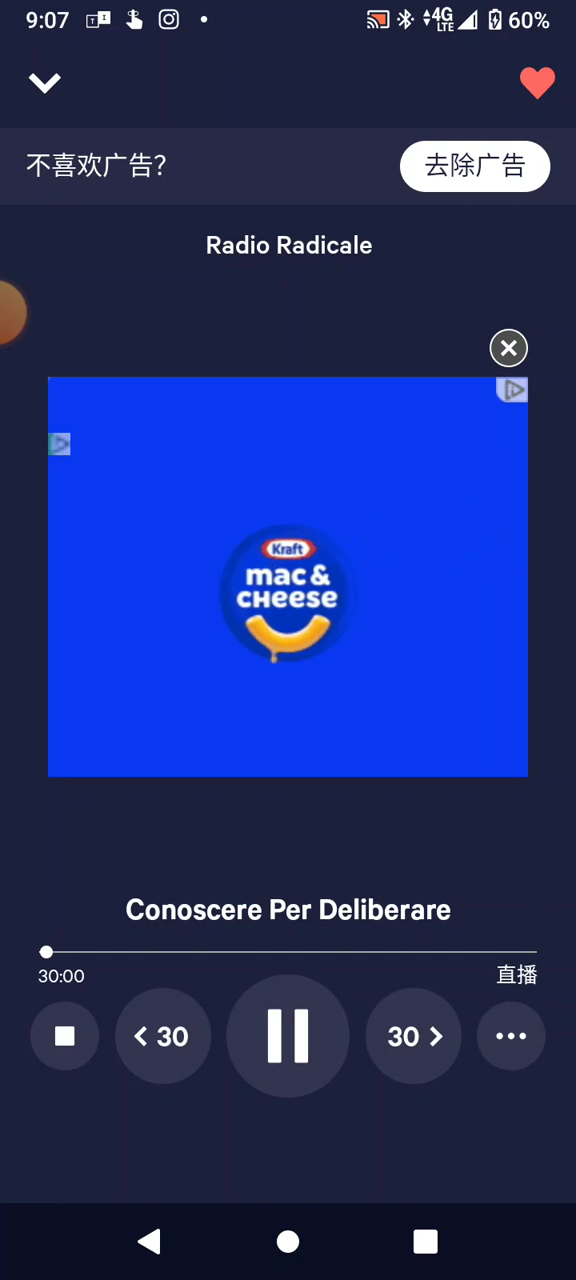 9:07
4G
LTE
60%
不喜欢广告？
去除广告
Radio Radicale
Kraft
mac &
cheese
Conoscere Per Deliberare
30:00
直播
30
30